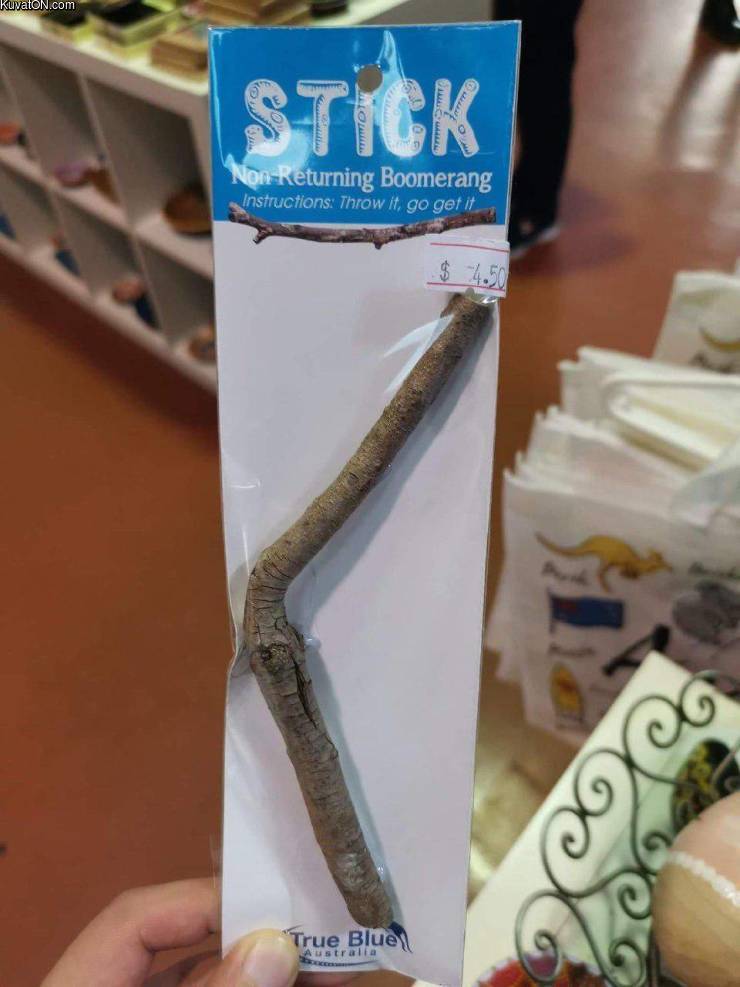 KuvatON.com
STICK
Non-Returning Boomerang
Instructions: Throw it, go get it
$ 4.50
True Blue
Australia